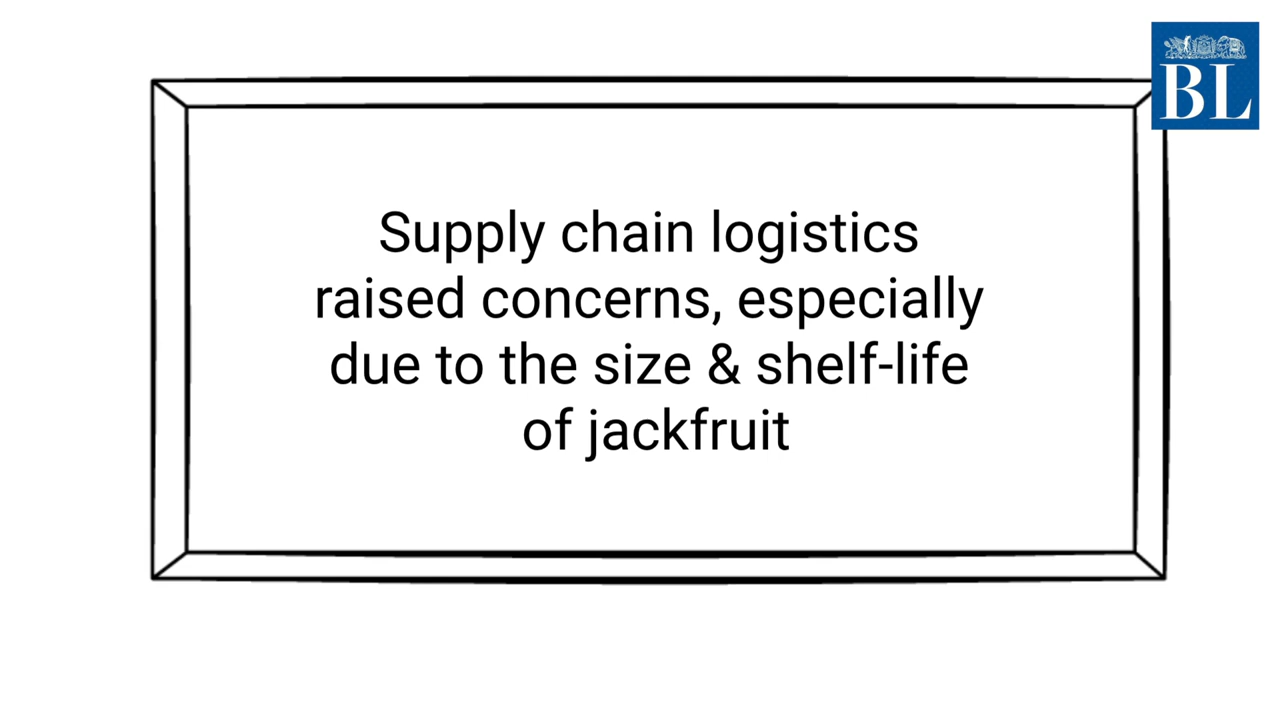 BL
Supply chain logistics
raised concerns, especially
due to the size & shelf-life
of jackfruit